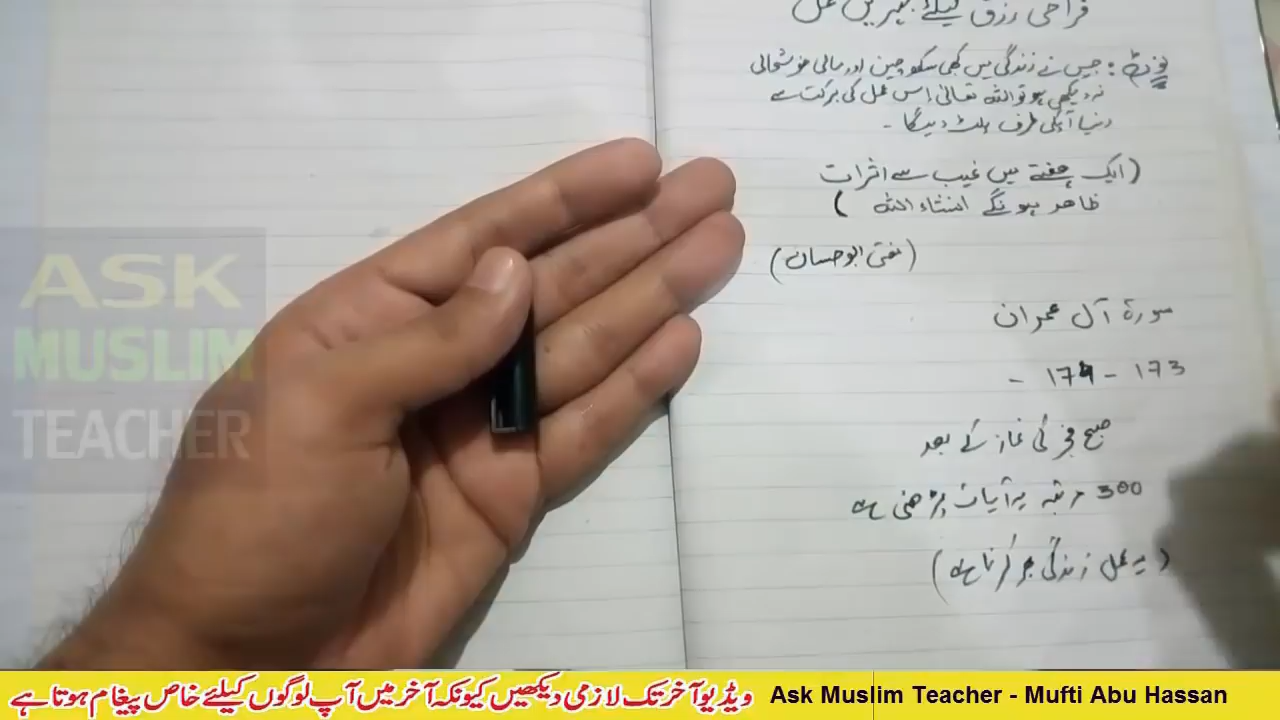 فراخی رزق کیلئے بہترین عمل
نوٹ : جس نے زندگی میں کبھی سکھ چین اور مالی خوشحالی
نہ دیکھی ہو تو اللہ تعالیٰ اس عمل کی برکت سے
دنیا آپکی طرف پلٹ دیگا -
(ایک ہفتے میں غیب سے اثرات
ظاھر ہونگے انشاء اللہ)
(مفتی ابو حسان)
سورۃ آل عمران
173 - 174 -
صبح فجر کی نماز کے بعد
300 مرتبہ یہ آیات پڑھنی ہے
(یہ عمل زندگی بھر کرنا ہے)
ASK
MUSLIM
TEACHER
ویڈیو آخر تک لازمی دیکھیں کیونکہ آخر میں آپ لوگوں کیلئے خاص پیغام ہوتا ہے
Ask Muslim Teacher - Mufti Abu Hassan